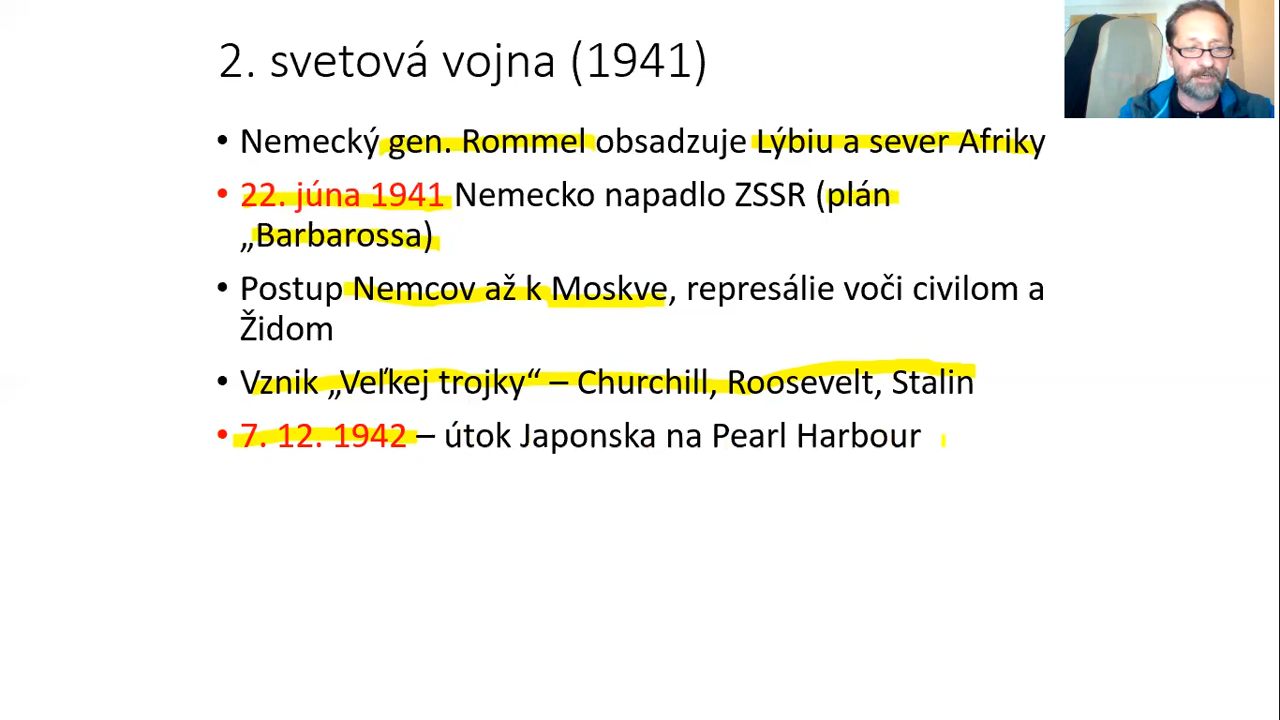 2. svetová vojna (1941)
• Nemecký gen. Rommel obsadzuje Lýbiu a sever Afriky
• 22. júna 1941 Nemecko napadlo ZSSR (plán
„Barbarossa)
• Postup Nemcov až k Moskve, represálie voči civilom a
Židom
• Vznik „Veľkej trojky“ – Churchill, Roosevelt, Stalin
• 7. 12. 1942 – útok Japonska na Pearl Harbour